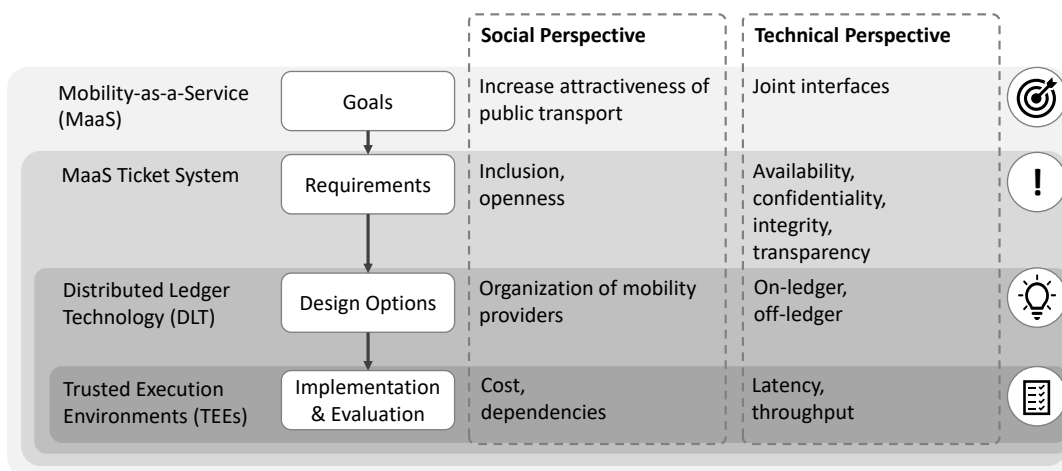 Social Perspective
Technical Perspective
Mobility-as-a-Service
(MaaS)
Goals
Increase attractiveness of
public transport
Joint interfaces
MaaS Ticket System
Requirements
Inclusion,
openness
Availability,
confidentiality,
integrity,
transparency
!
Distributed Ledger
Technology (DLT)
Design Options
Organization of mobility
providers
On-ledger,
off-ledger
Trusted Execution
Environments (TEEs)
Implementation
& Evaluation
Cost,
dependencies
Latency,
throughput